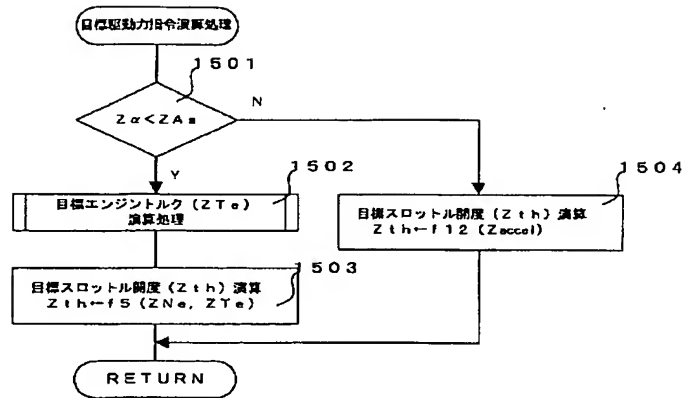 目標駆動力指令演算処理
1501
Zα<ZAs
N
Y
1502
目標エンジントルク(ZTe)
演算処理
1504
目標スロットル開度(Zth)演算
Zth←f12(Zaccel)
1503
目標スロットル開度(Zth)演算
Zth←f5(ZNe, ZTe)
RETURN